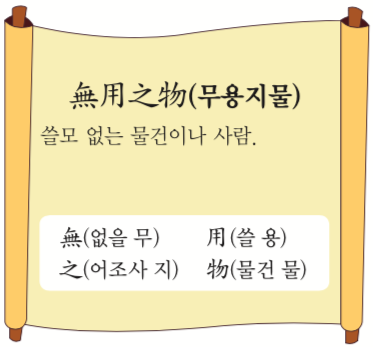 無用之物(무용지물)
쓸모 없는 물건이나 사람.
無(없을 무) 用(쓸 용)
之(어조사 지) 物(물건 물)